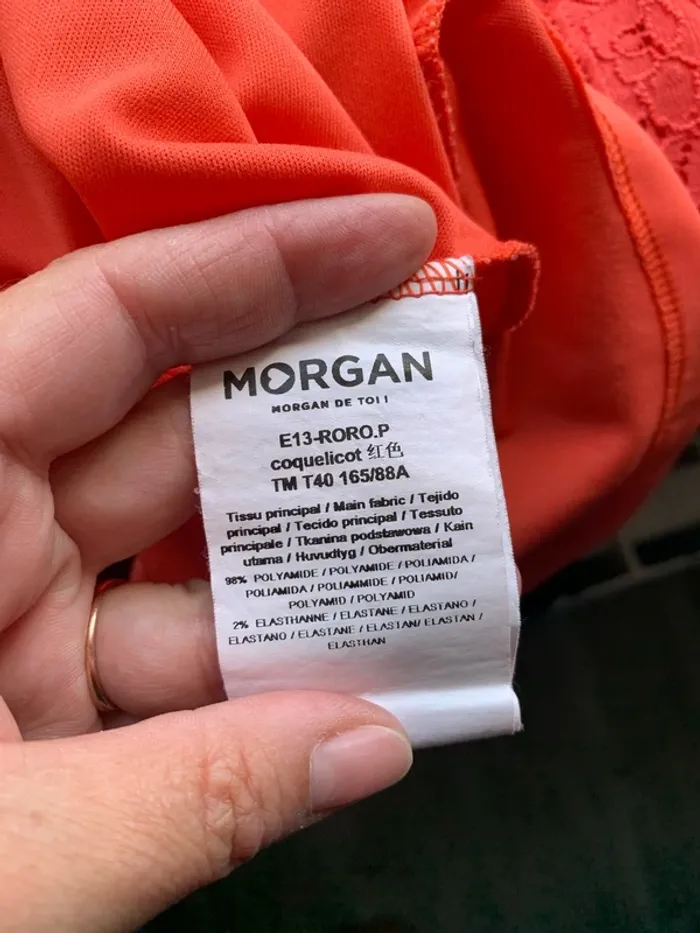 MORGAN
MORGAN DE TOI !
E13-RORO.P
coquelicot 红色
TM T40 165/88A
Tissu principal / Main fabric / Tejido
principal / Tecido principal / Tessuto
principale / Tkanina podstawowa / Kain
utama / Huvudtyg / Obermaterial
98% POLYAMIDE / POLYAMIDE / POLIAMIDA /
POLIAMIDA / POLIAMMIDE / POLIAMID/
POLYAMID / POLYAMID
2% ELASTHANNE / ELASTANE / ELASTANO /
ELASTANO / ELASTANE / ELASTAN/ ELASTAN /
ELASTHAN